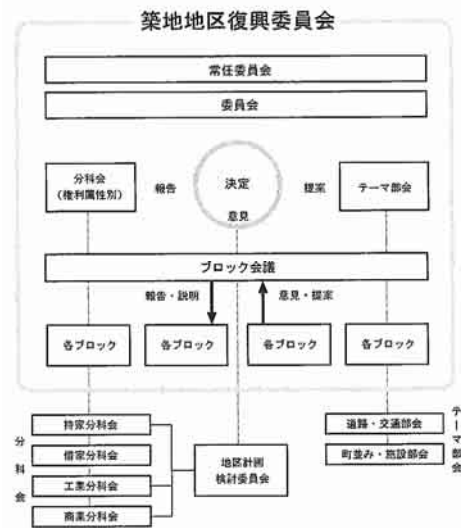 築地地区復興委員会
常任委員会
委員会
分科会
(権利属性別)
報告
決定
意見
提案
テーマ部会
ブロック会議
報告・説明
意見・提案
各ブロック
各ブロック
各ブロック
各ブロック
分科会
持家分科会
借家分科会
工業分科会
商業分科会
地区計画
検討委員会
道路・交通部会
町並み・施設部会
テーマ部会